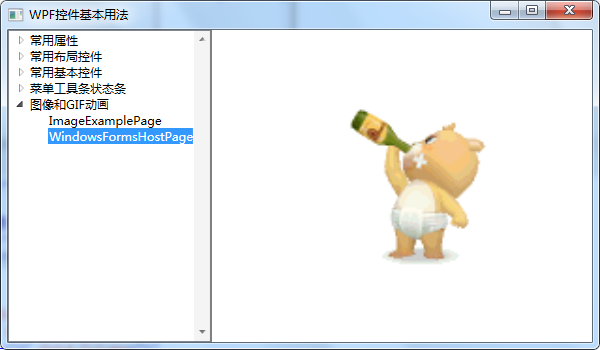 WPF控件基本用法
常用属性
常用布局控件
常用基本控件
菜单工具条状态条
图像和GIF动画
ImageExamplePage
WindowsFormsHostPage